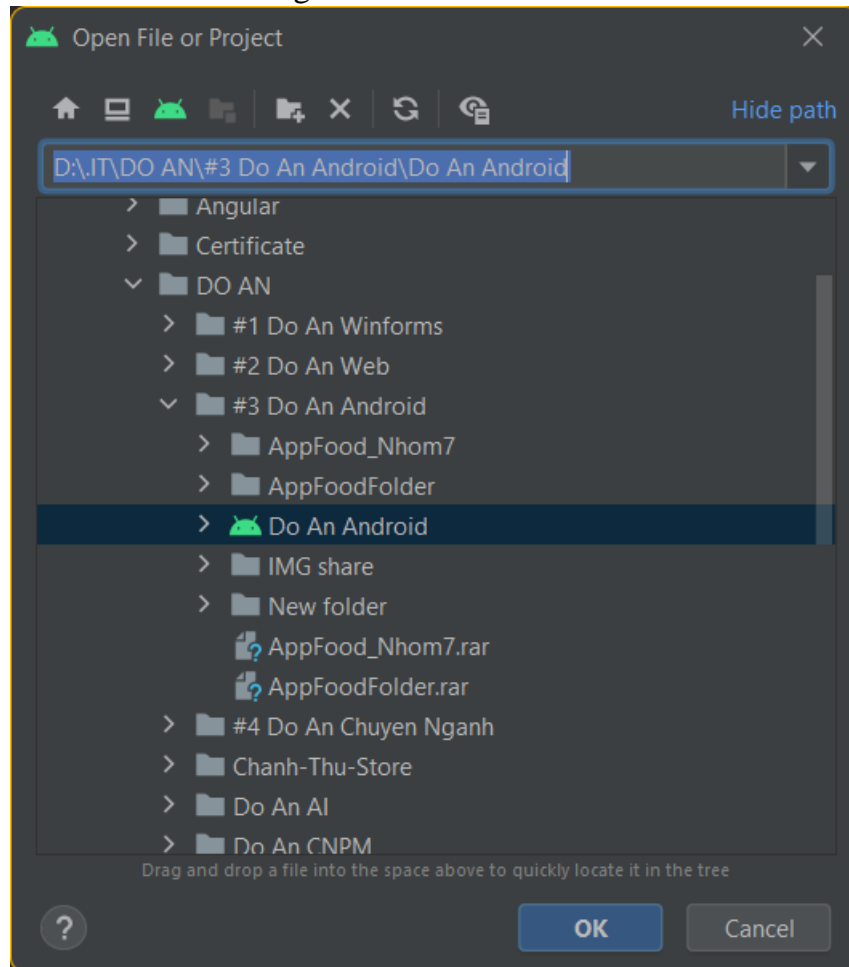 Open File or Project
Hide path
D:\.IT\DO AN\#3 Do An Android\Do An Android
Angular
Certificate
DO AN
#1 Do An Winforms
#2 Do An Web
#3 Do An Android
AppFood_Nhom7
AppFoodFolder
Do An Android
IMG share
New folder
AppFood_Nhom7.rar
AppFoodFolder.rar
#4 Do An Chuyen Nganh
Chanh-Thu-Store
Do An AI
Do An CNPM
Drag and drop a file into the space above to quickly locate it in the tree
? OK Cancel